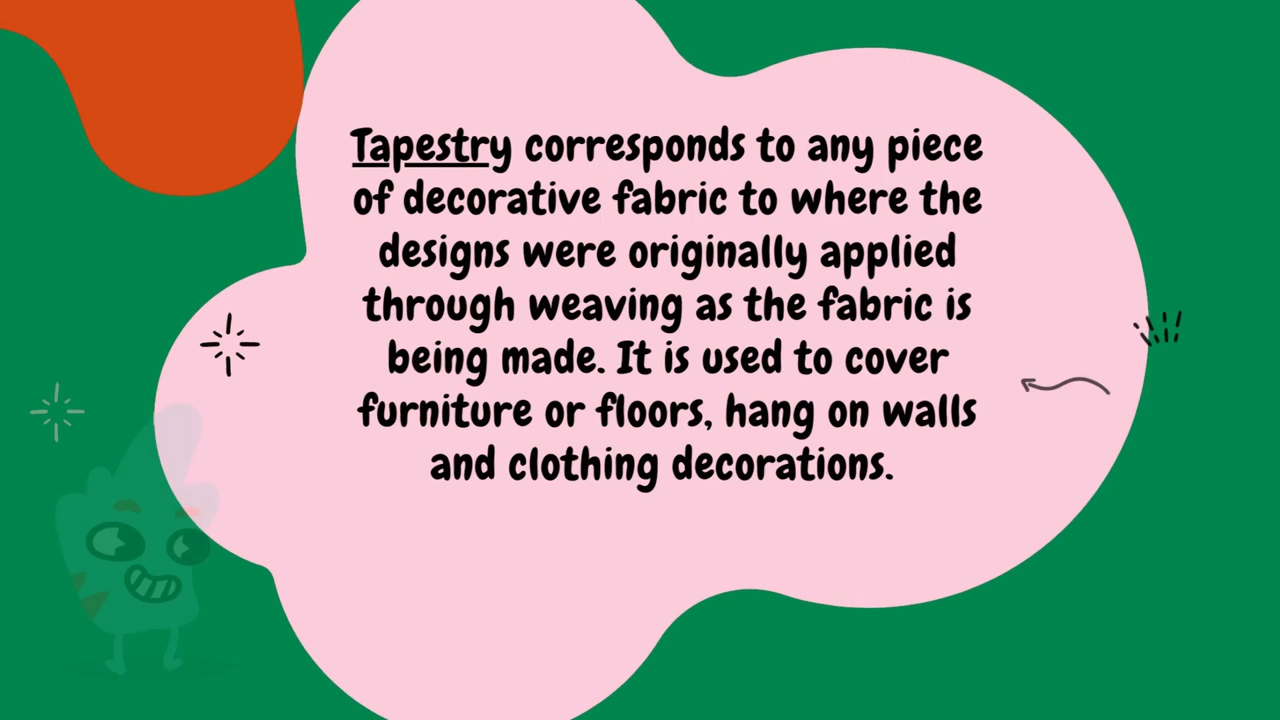 Tapestry corresponds to any piece
of decorative fabric to where the
designs were originally applied
through weaving as the fabric is
being made. It is used to cover
furniture or floors, hang on walls
and clothing decorations.